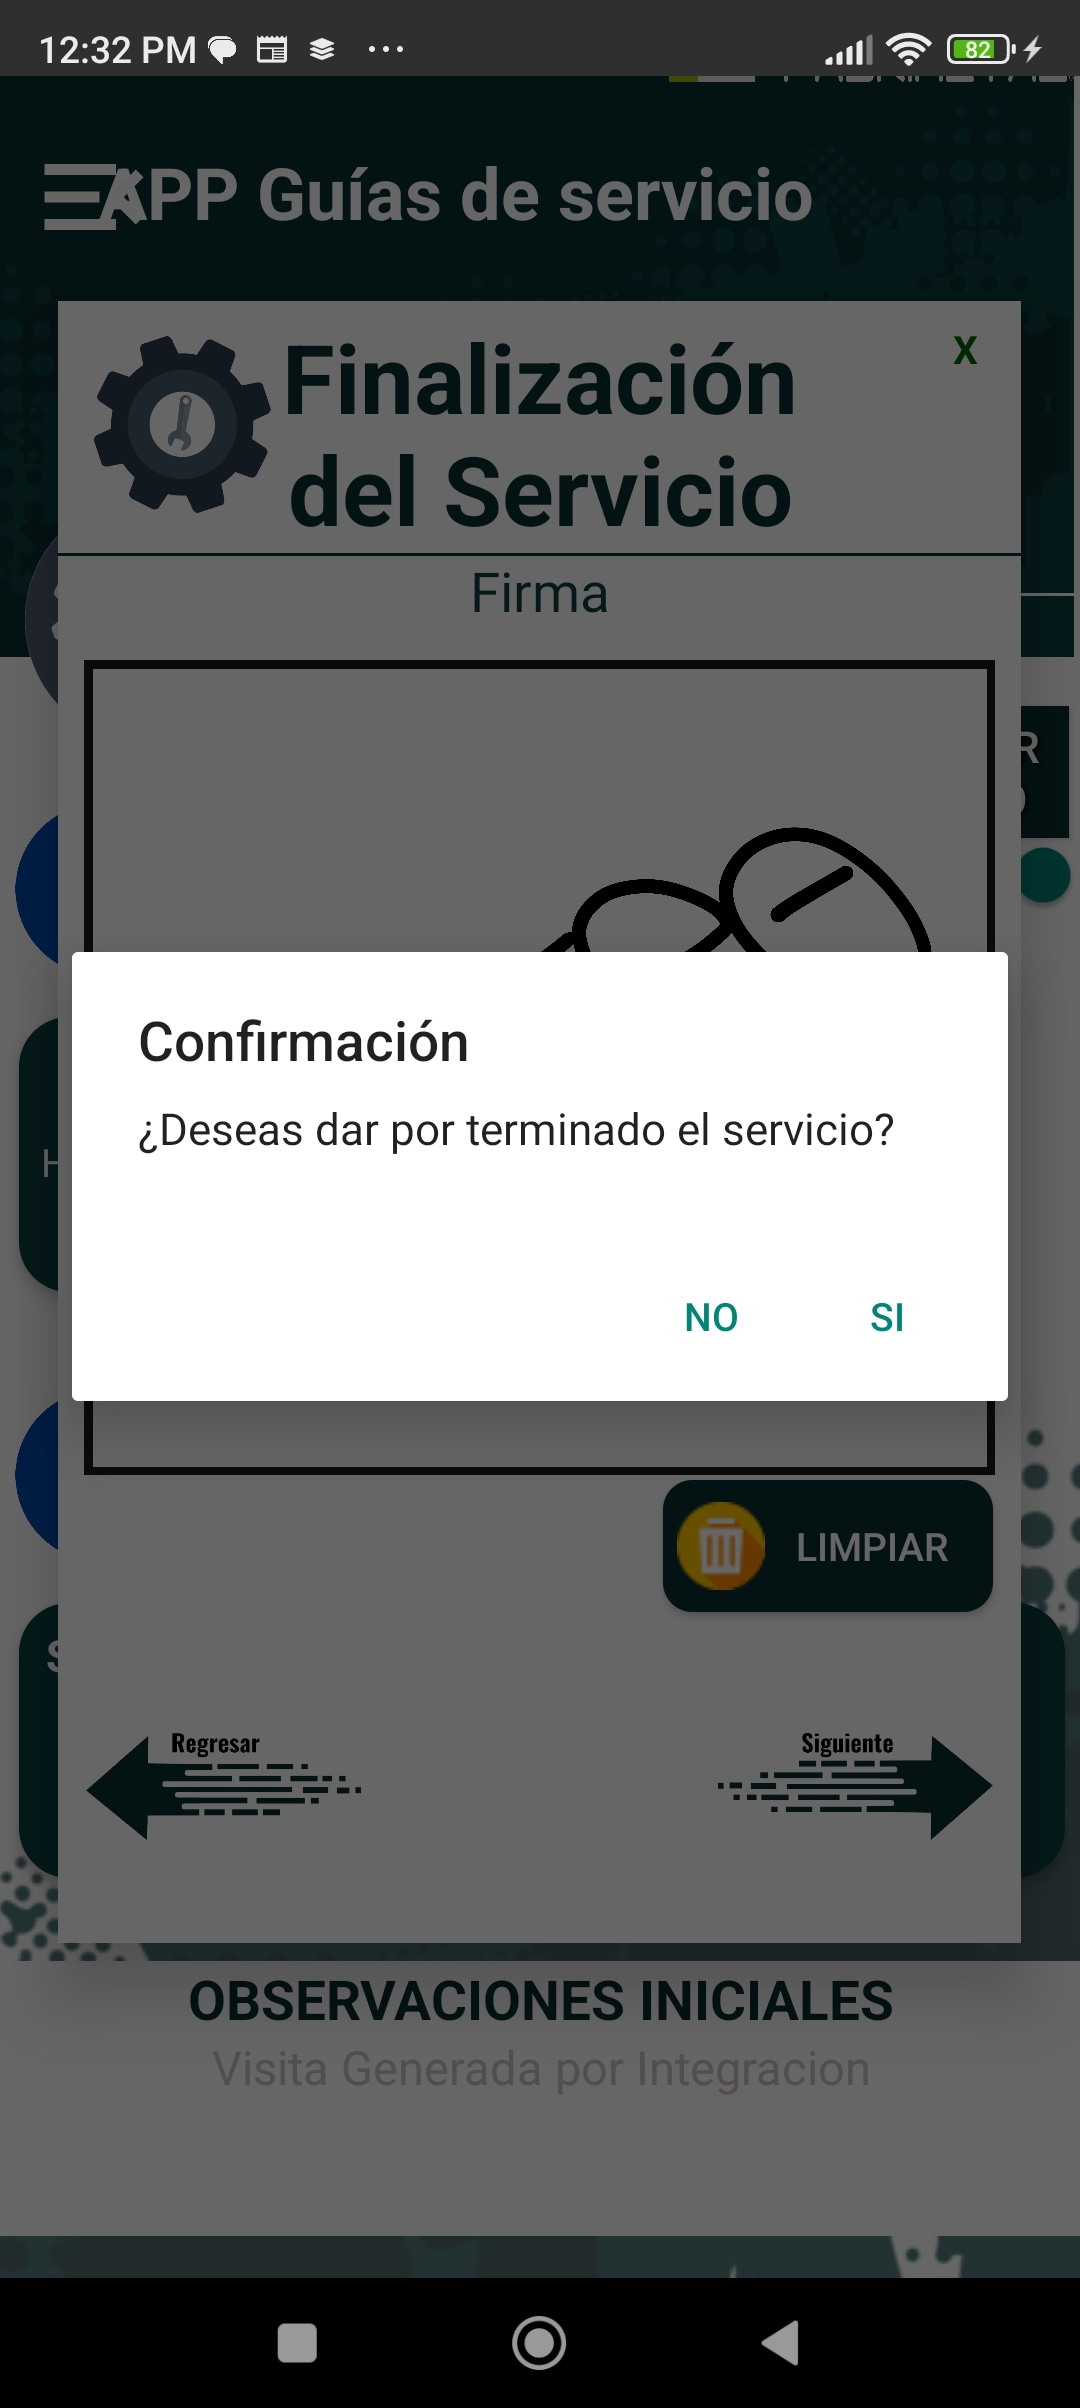 12:32 PM
82
APP Guías de servicio
X
Finalización
del Servicio
Firma
R
Confirmación
¿Deseas dar por terminado el servicio?
H
NO SI
LIMPIAR
S
Regresar Siguiente
OBSERVACIONES INICIALES
Visita Generada por Integracion